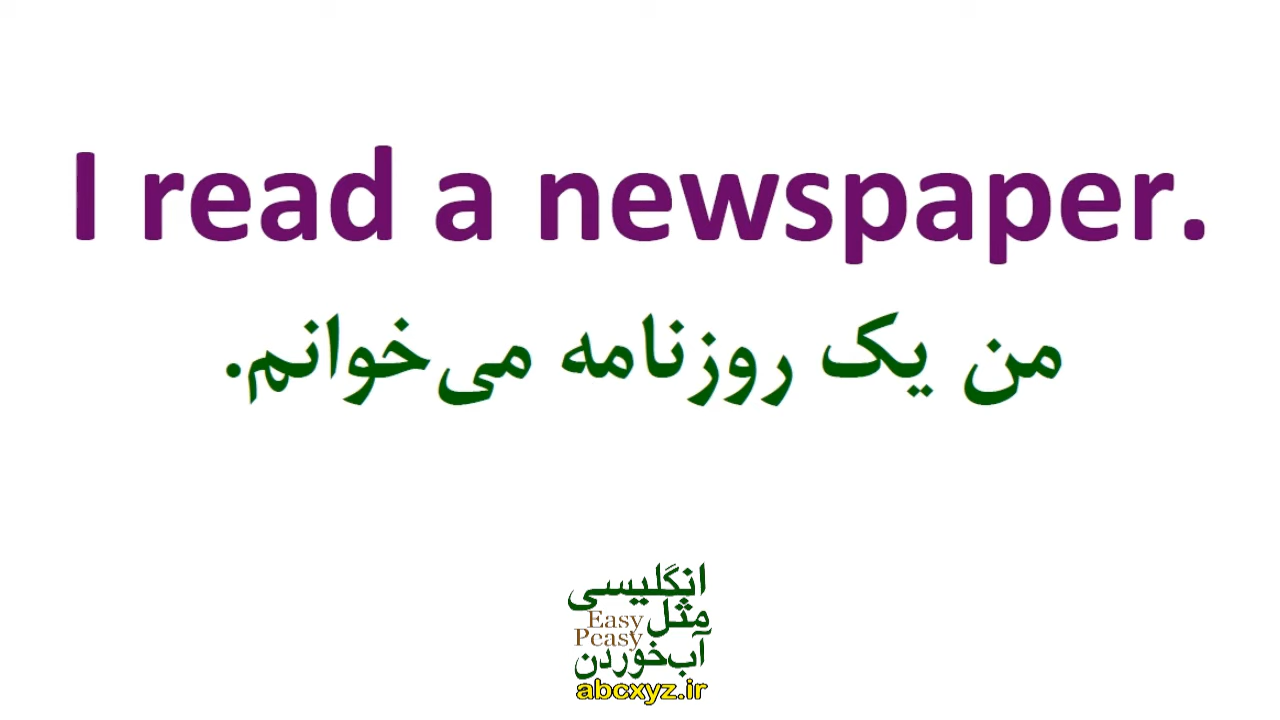 I read a newspaper.
من یک روزنامه می‌خوانم.
انگلیسی
مثل Easy
Peasy
آب‌خوردن
abcxyz.ir